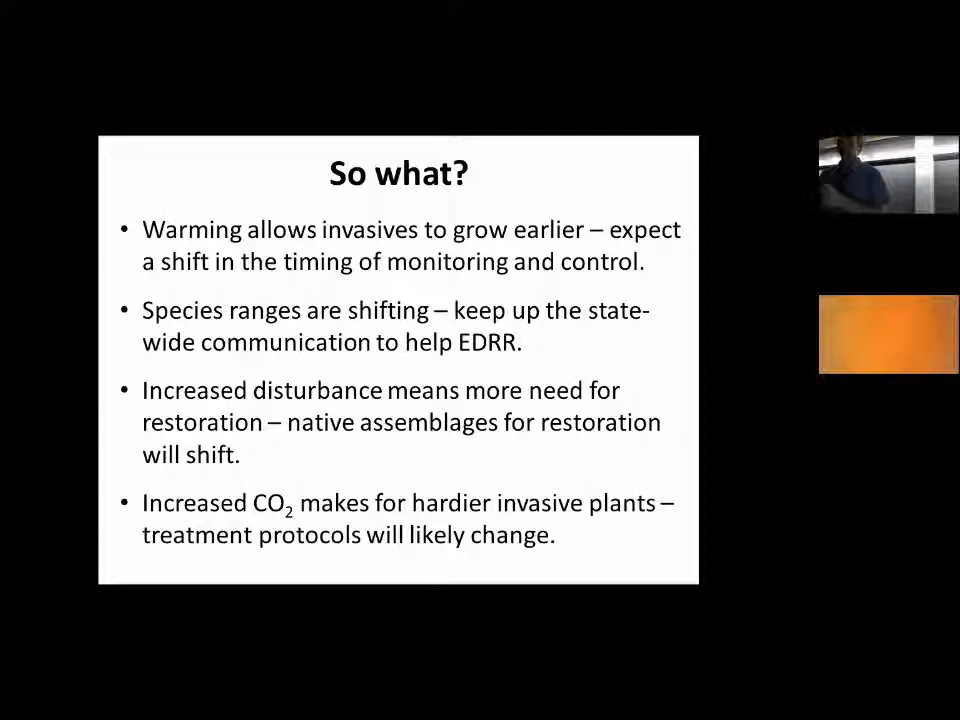 So what?
• Warming allows invasives to grow earlier – expect
a shift in the timing of monitoring and control.
• Species ranges are shifting – keep up the state-
wide communication to help EDRR.
• Increased disturbance means more need for
restoration – native assemblages for restoration
will shift.
• Increased CO₂ makes for hardier invasive plants –
treatment protocols will likely change.